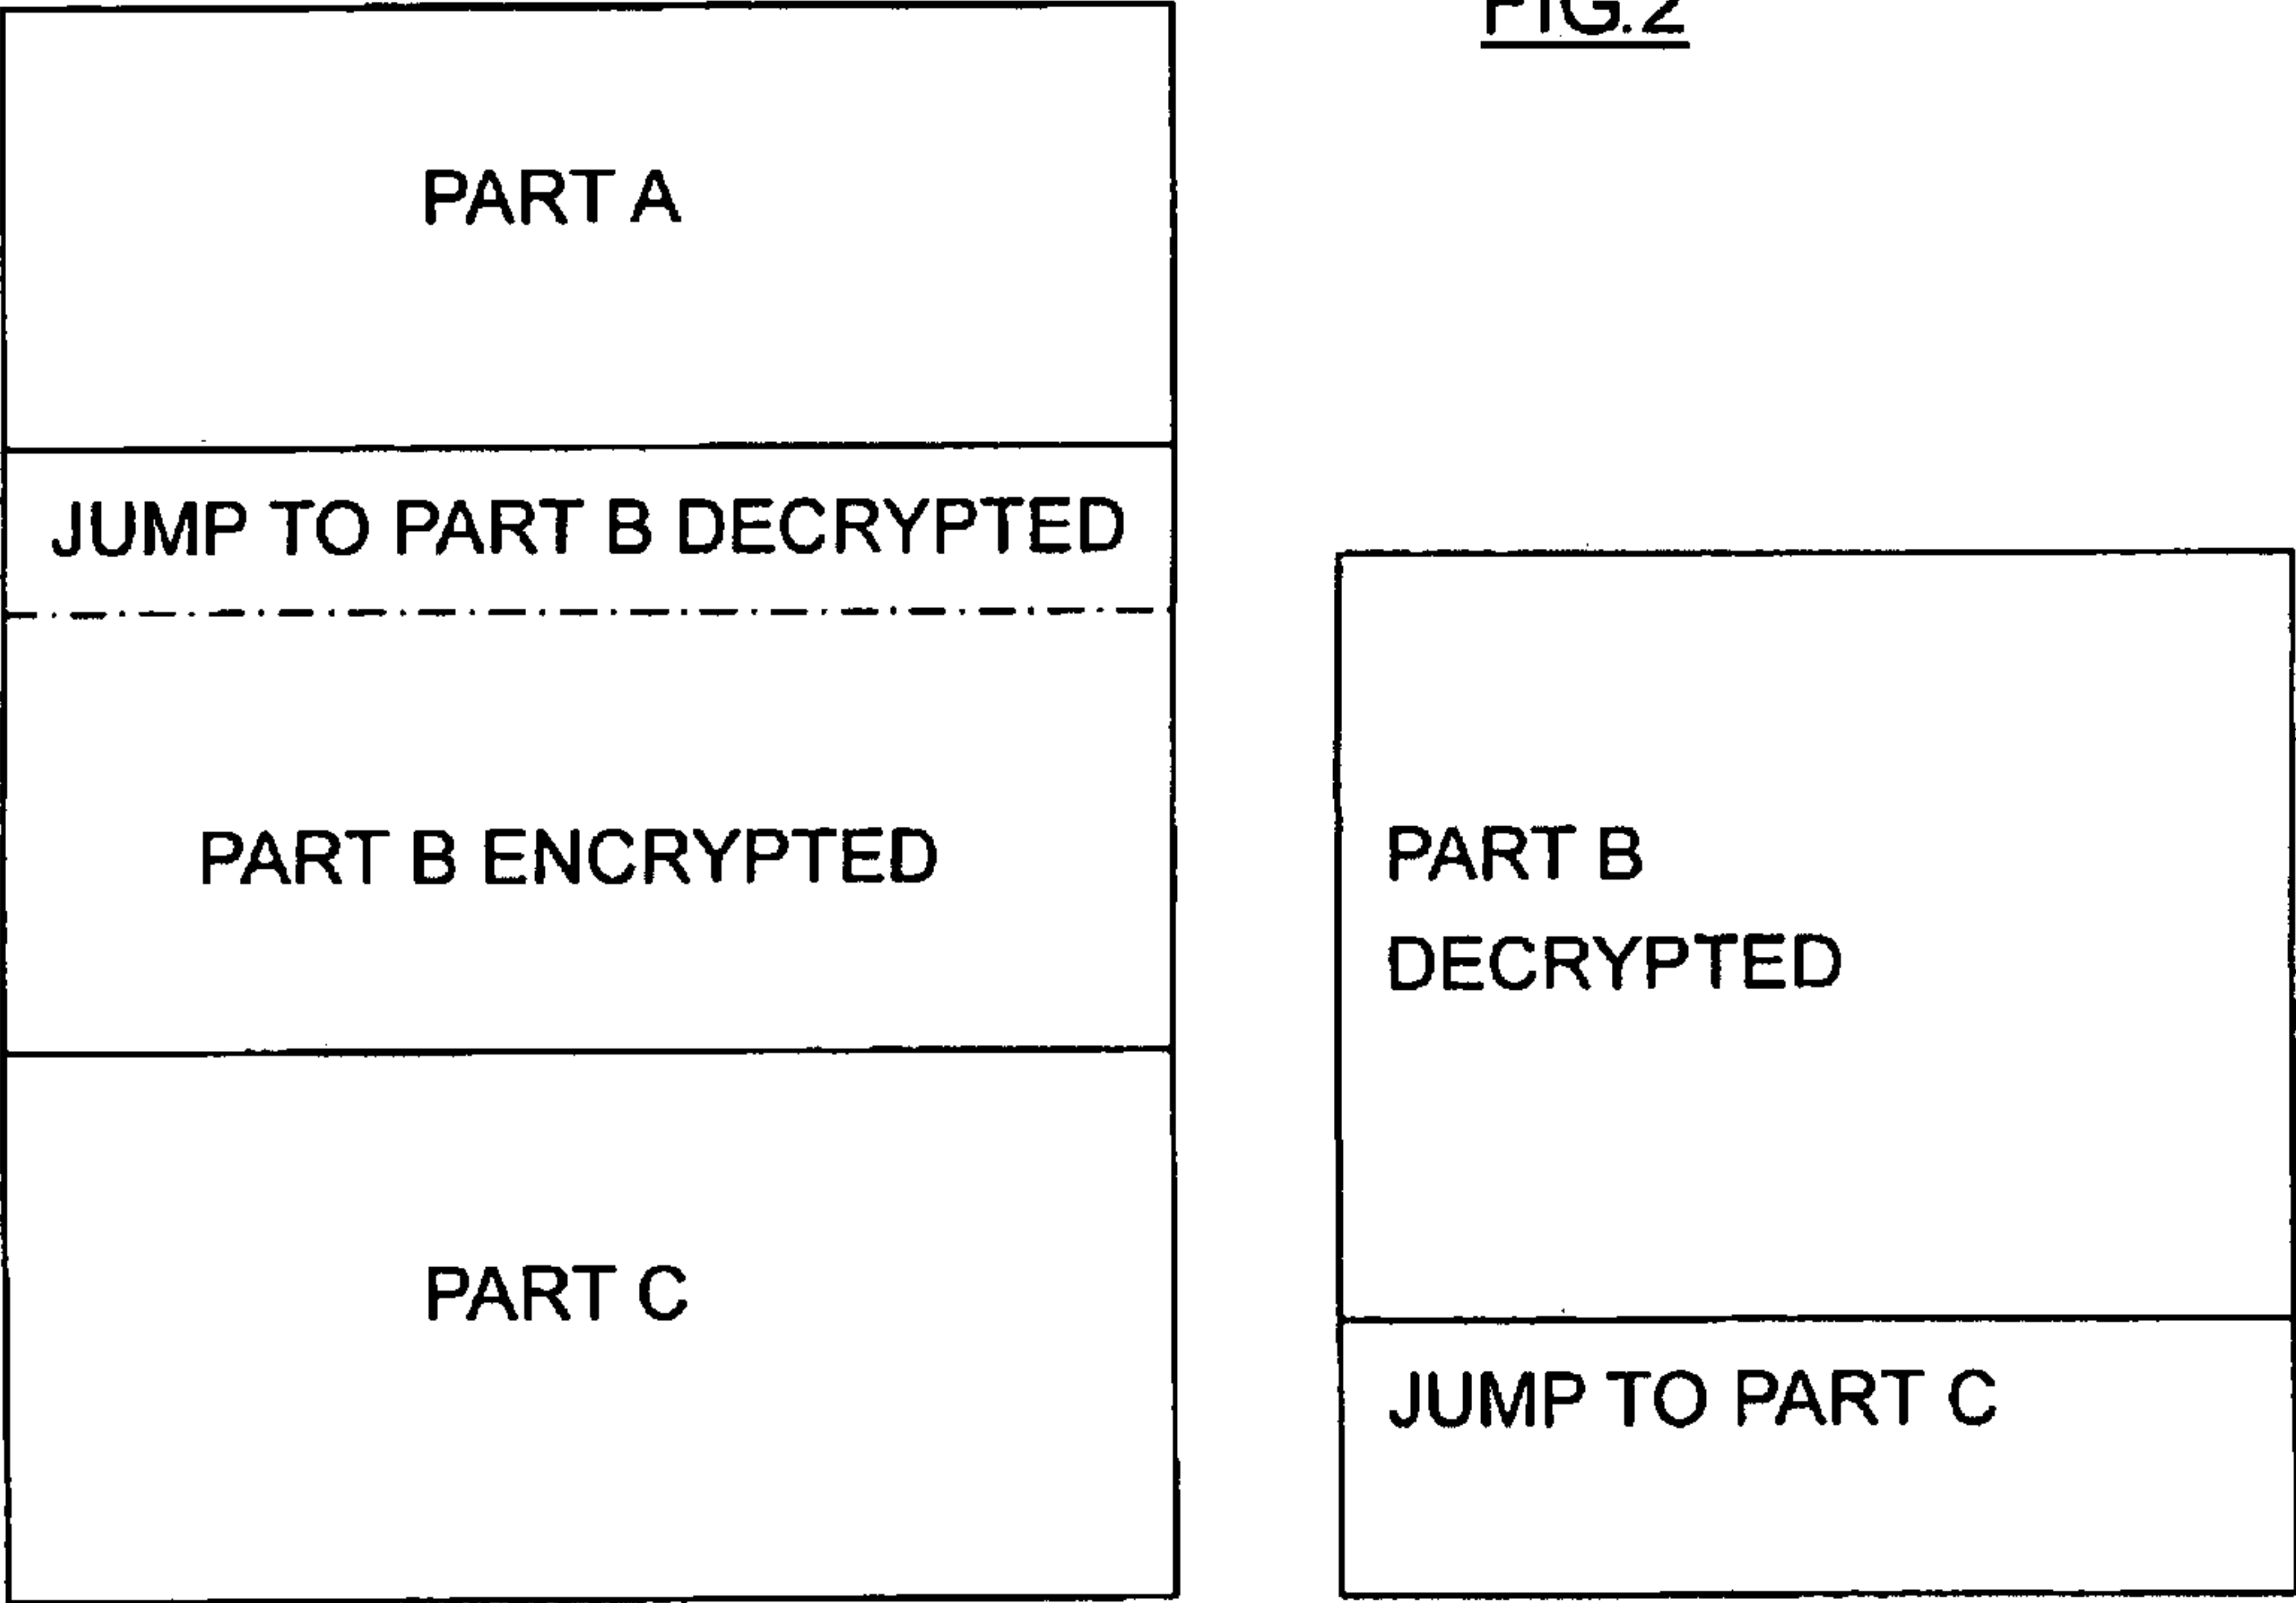 FIG.2
PART A
JUMP TO PART B DECRYPTED
PART B ENCRYPTED
PART C
PART B
DECRYPTED
JUMP TO PART C